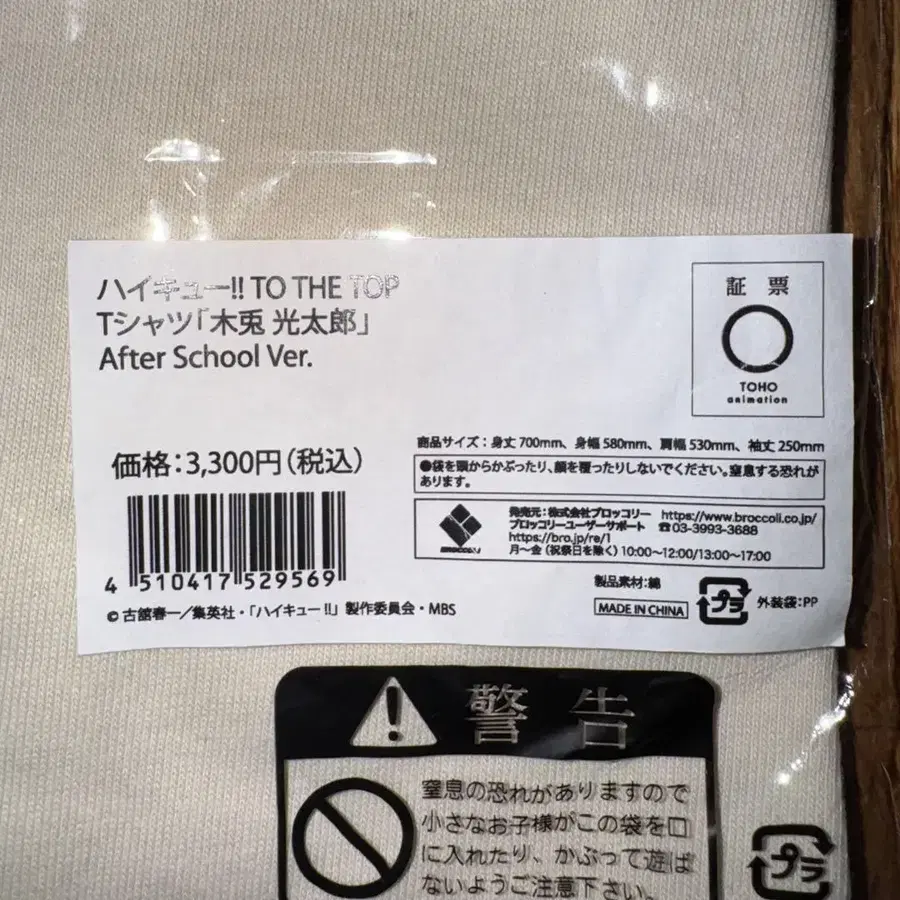 ハイキュー!! TO THE TOP
Tシャツ「木兎 光太郎」
After School Ver.
証 票
TOHO
animation
価格：3,300円（税込）
商品サイズ：身丈 700mm、身幅 580mm、肩幅 530mm、袖丈 250mm
●袋を頭からかぶったり、顔を覆ったりしないでください。窒息する恐れが
あります。
BROCCOLI
発売元：株式会社ブロッコリー https://www.broccoli.co.jp/
ブロッコリーユーザーサポート ☎03-3993-3688
https://bro.jp/re/1
月～金（祝祭日を除く）10:00～12:00/13:00～17:00
4 510417 529569
製品素材：綿
MADE IN CHINA
プラ
外装袋：PP
© 古舘春一／集英社・「ハイキュー!!」製作委員会・MBS
警 告
窒息の恐れがありますので
小さなお子様がこの袋を口
に入れたり、かぶって遊ば
ないようご注意下さい。
プラ